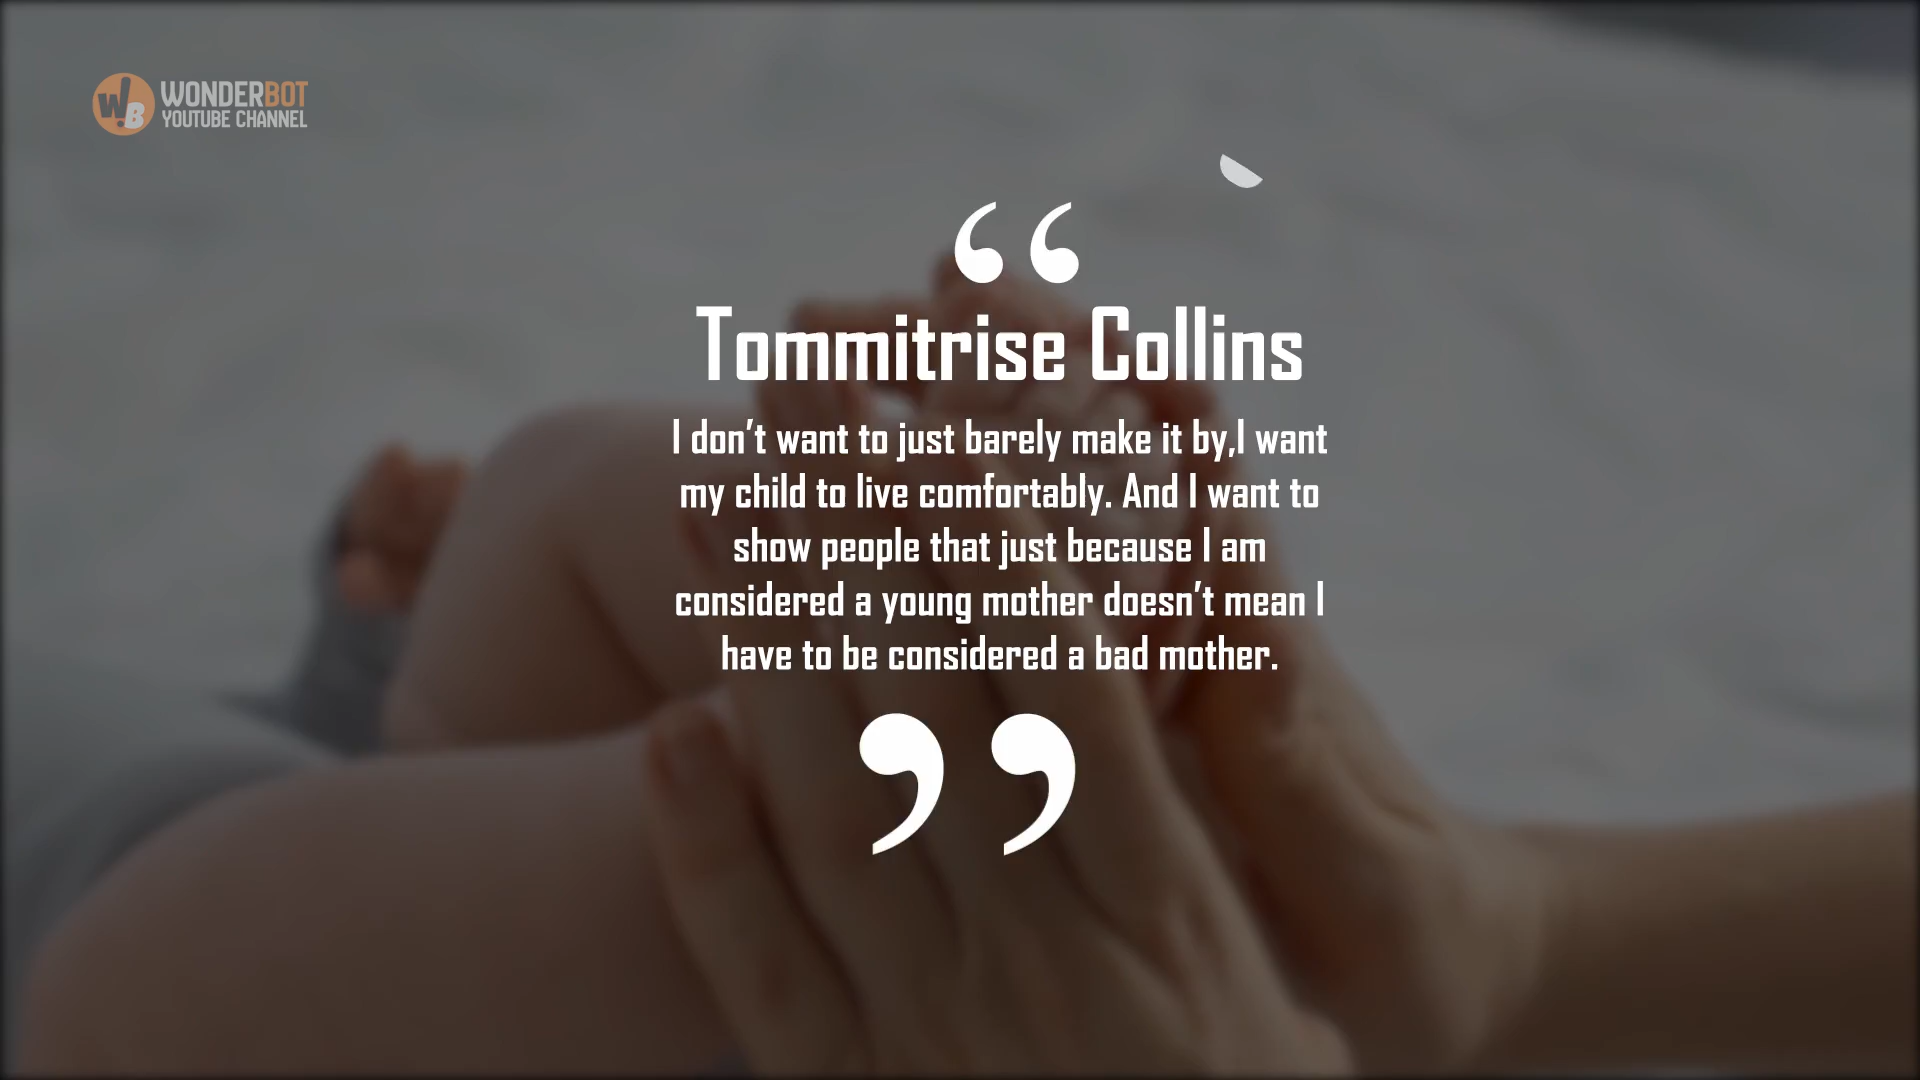 WONDERBOT
YOUTUBE CHANNEL
“
Tommitrise Collins
I don’t want to just barely make it by,I want
my child to live comfortably. And I want to
show people that just because I am
considered a young mother doesn’t mean I
have to be considered a bad mother.
”